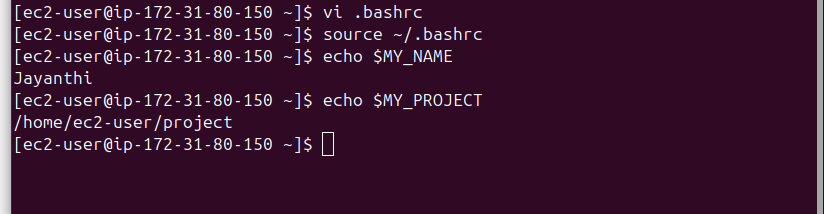 [ec2-user@ip-172-31-80-150 ~]$ vi .bashrc
[ec2-user@ip-172-31-80-150 ~]$ source ~/.bashrc
[ec2-user@ip-172-31-80-150 ~]$ echo $MY_NAME
Jayanthi
[ec2-user@ip-172-31-80-150 ~]$ echo $MY_PROJECT
/home/ec2-user/project
[ec2-user@ip-172-31-80-150 ~]$